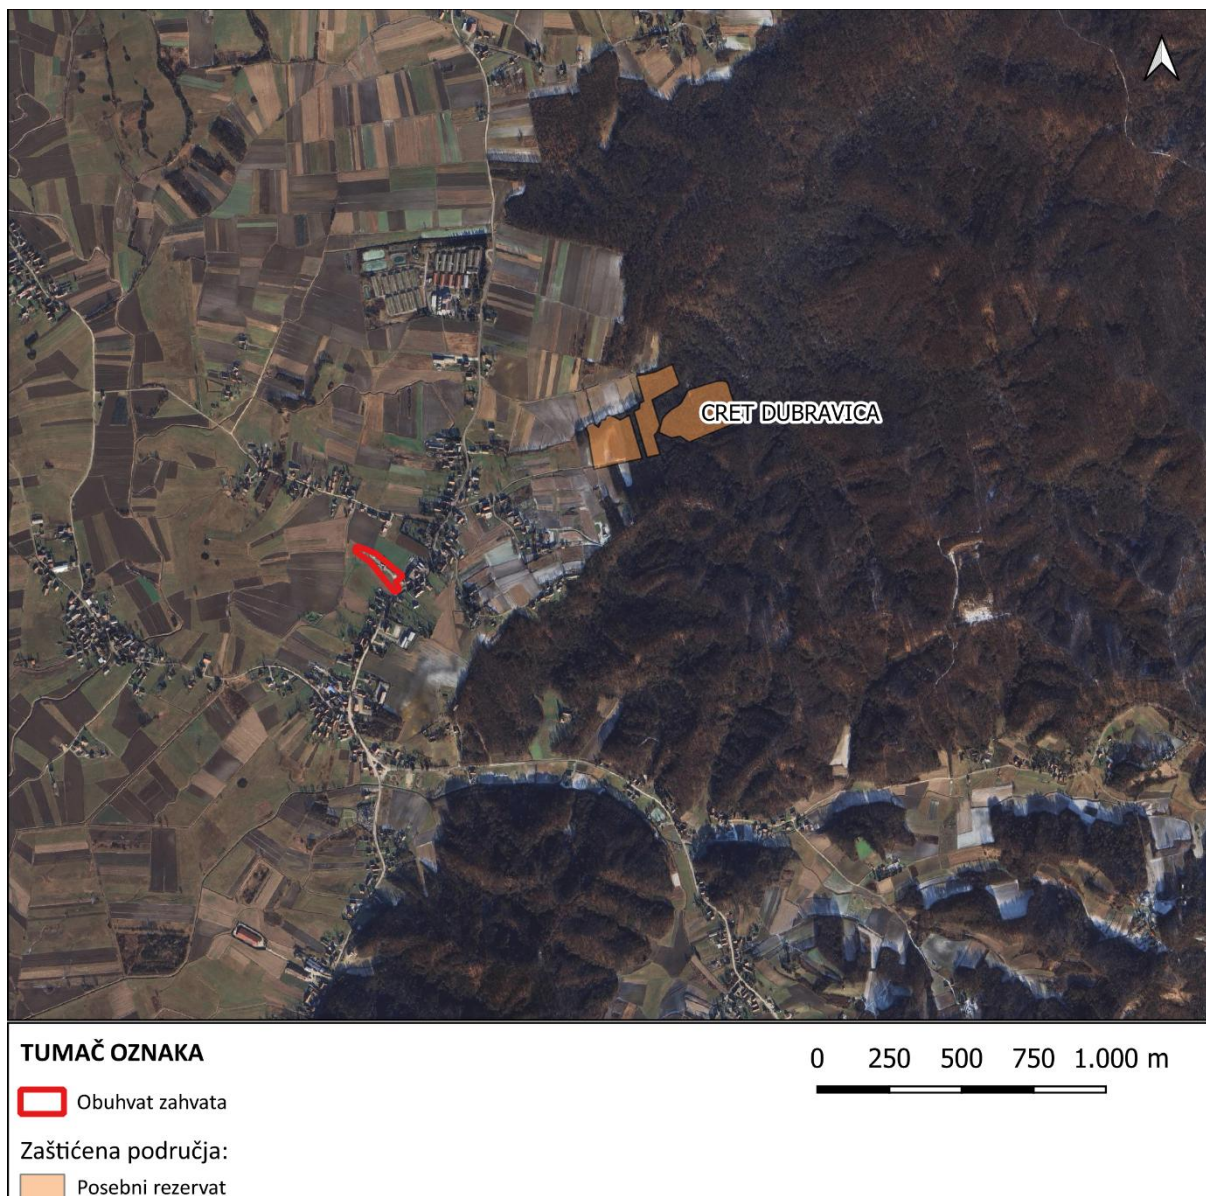 CRET DUBRAVICA
TUMAČ OZNAKA
0 250 500 750 1.000 m
Obuhvat zahvata
Zaštićena područja:
Posebni rezervat